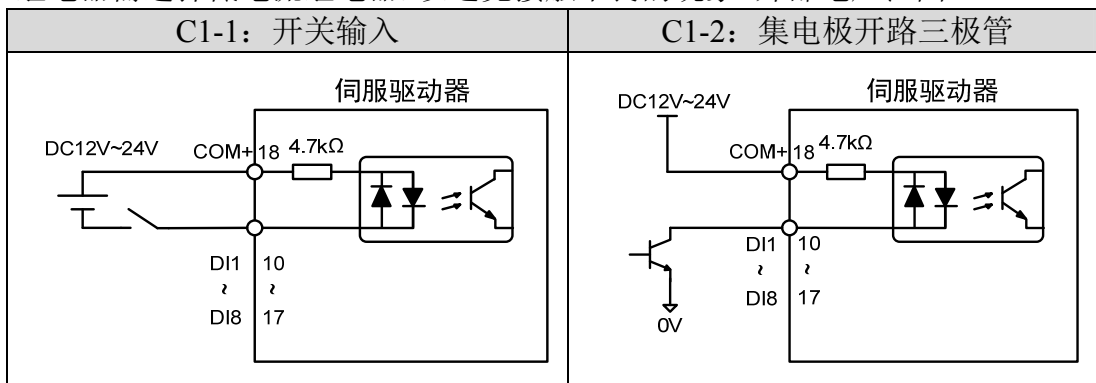 C1-1：开关输入
C1-2：集电极开路三极管
伺服驱动器
DC12V~24V
COM+ 18 4.7kΩ
DI1 10
~ ~
DI8 17
伺服驱动器
DC12V~24V
COM+ 18 4.7kΩ
DI1 10
~ ~
DI8 17
0V